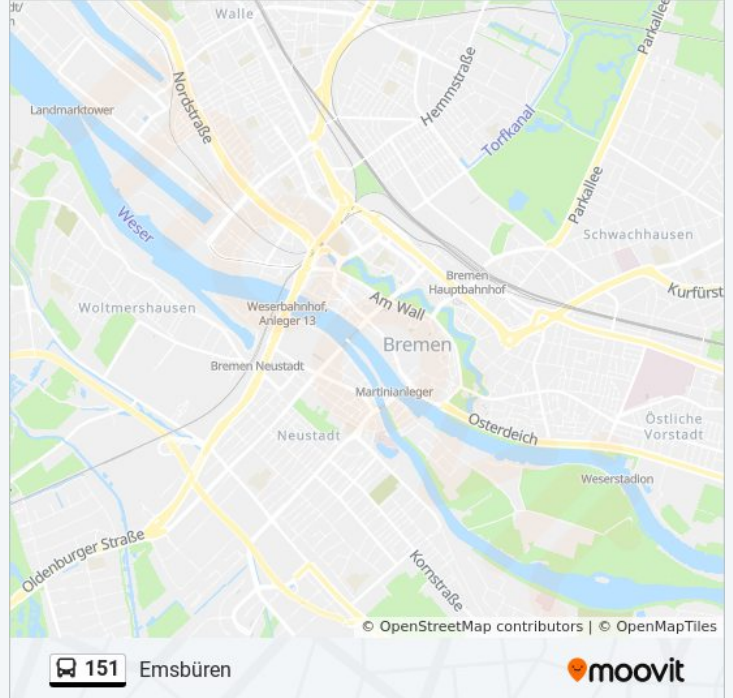 dt/
n
Walle
Parkallee
Hemmstraße
Nordstraße
Landmarktower
Torfkanal
Parkallee
Weser
Schwachhausen
Bremen
Hauptbahnhof
Kurfürst
Woltmershausen
Weserbahnhof,
Anleger 13
Am Wall
Bremen
Bremen Neustadt
Martinianleger
Osterdeich
Östliche
Vorstadt
Neustadt
Weserstadion
Oldenburger Straße
Kornstraße
© OpenStreetMap contributors | © OpenMapTiles
151 Emsbüren
moovit